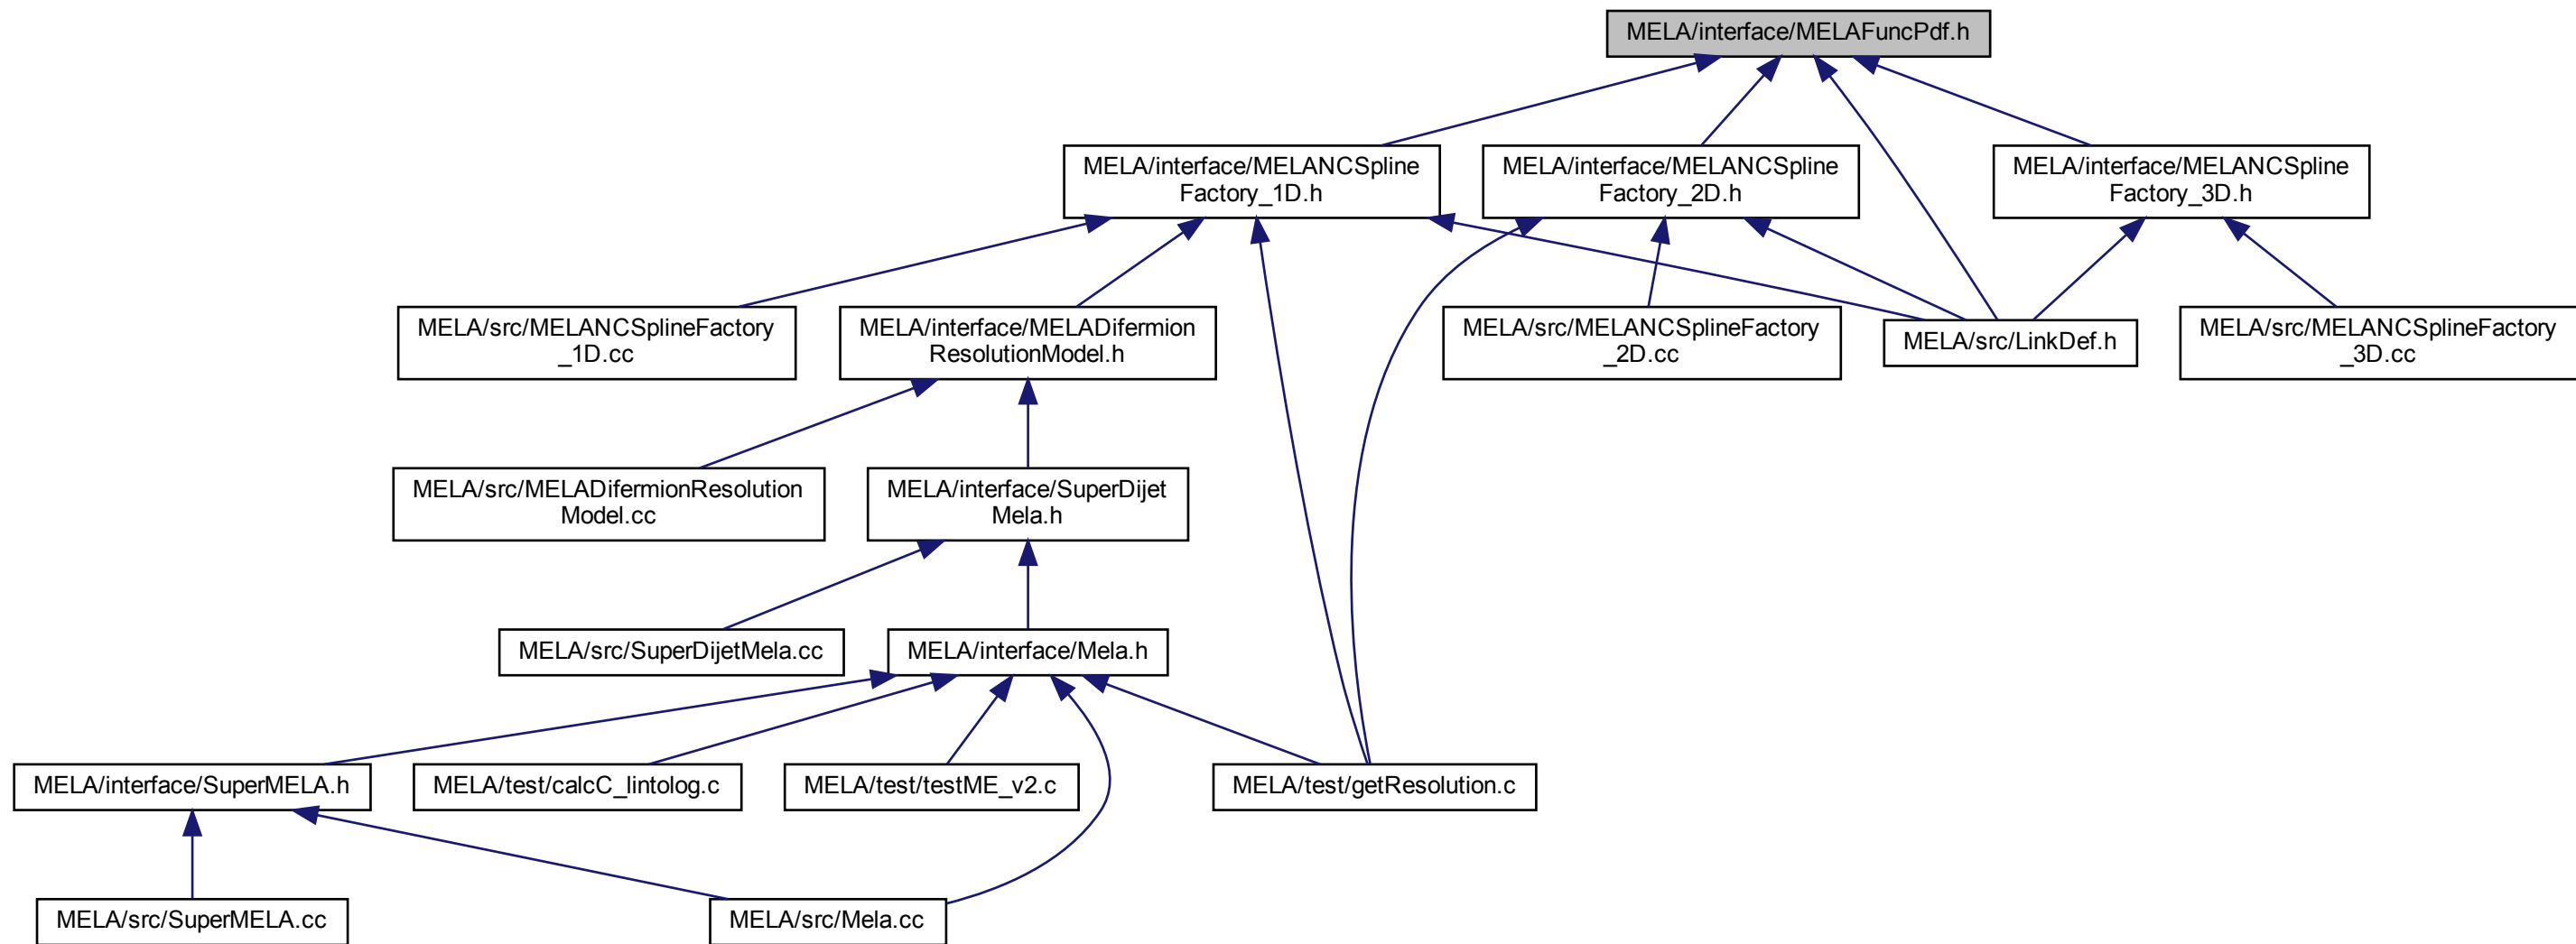 MELA/interface/MELAFuncPdf.h
MELA/interface/MELANCSpline
Factory_1D.h
MELA/interface/MELANCSpline
Factory_2D.h
MELA/interface/MELANCSpline
Factory_3D.h
MELA/src/MELANCSplineFactory
_1D.cc
MELA/interface/MELADifermion
ResolutionModel.h
MELA/src/MELANCSplineFactory
_2D.cc
MELA/src/LinkDef.h
MELA/src/MELANCSplineFactory
_3D.cc
MELA/src/MELADifermionResolution
Model.cc
MELA/interface/SuperDijet
Mela.h
MELA/src/SuperDijetMela.cc
MELA/interface/Mela.h
MELA/interface/SuperMELA.h
MELA/test/calcC_lintolog.c
MELA/test/testME_v2.c
MELA/test/getResolution.c
MELA/src/SuperMELA.cc
MELA/src/Mela.cc